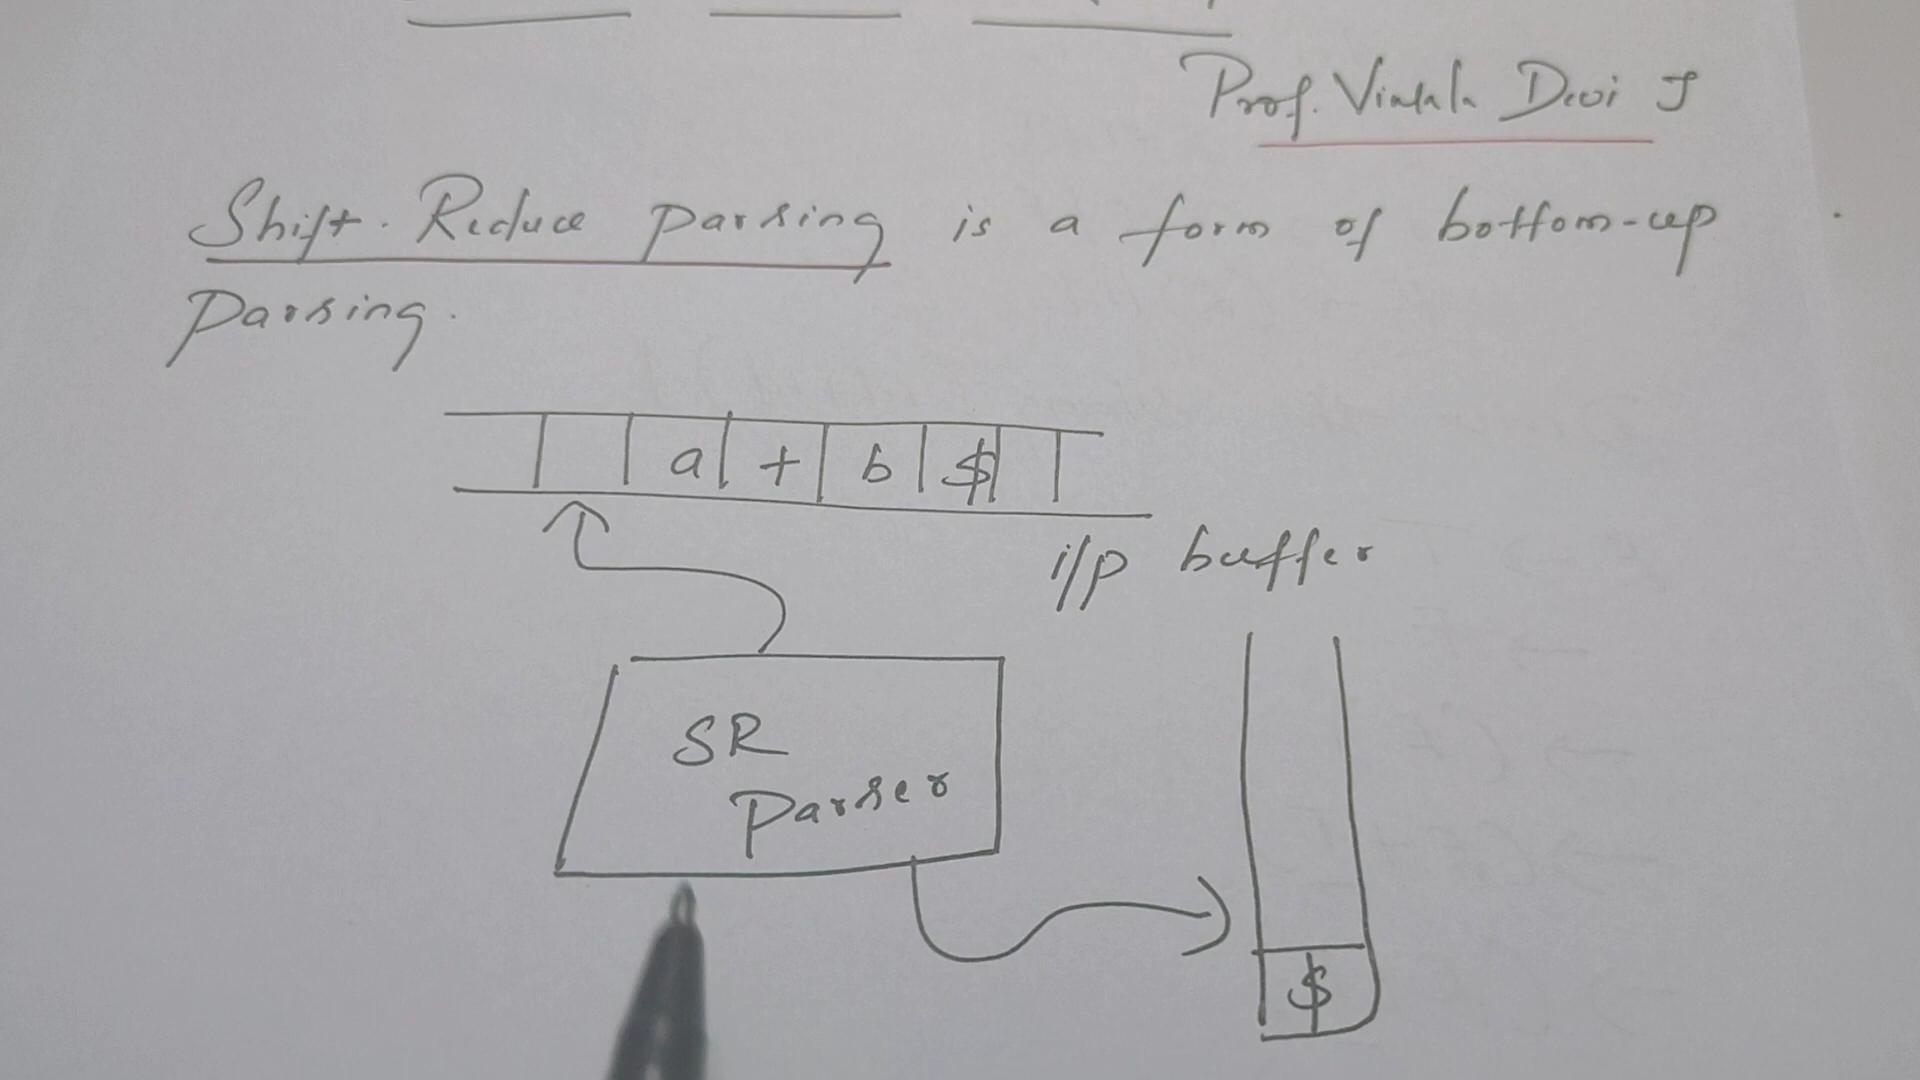 Prof. Vimala Devi J
Shift-Reduce parsing is a form of bottom-up
parsing.
a + b $
i/p buffer
SR
Parser
$